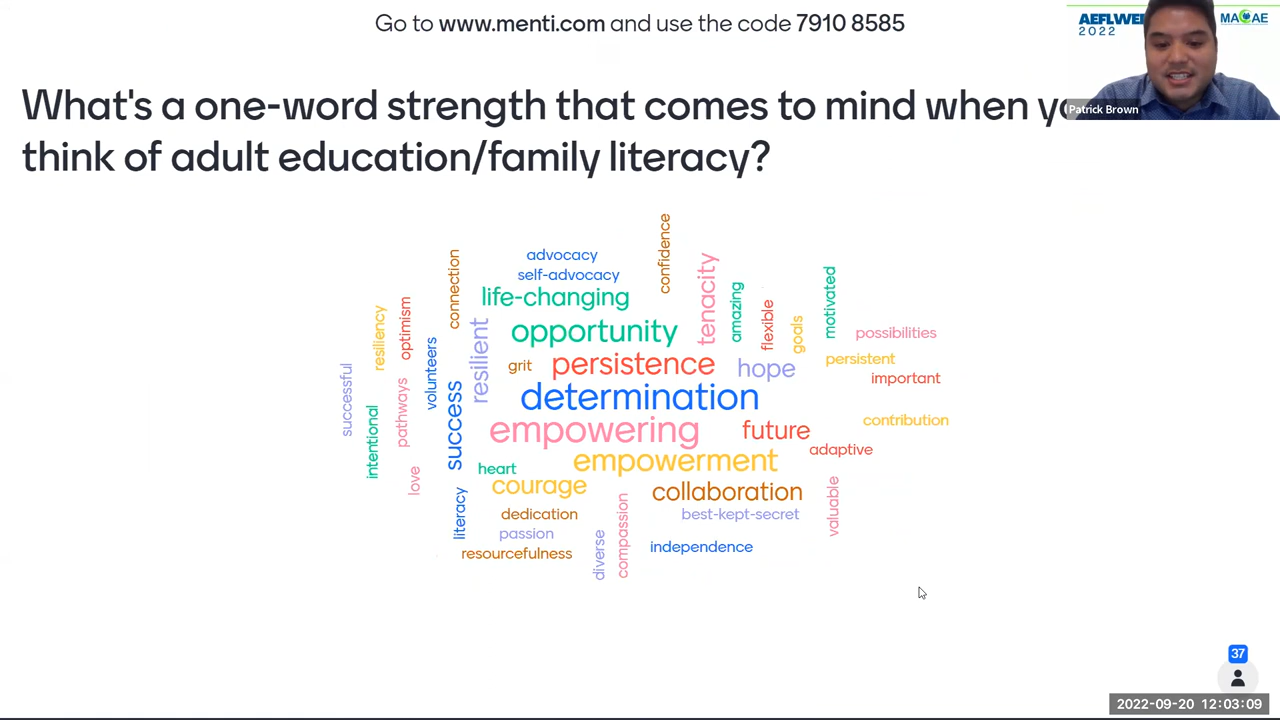 Go to www.menti.com and use the code 7910 8585
AEFLWE
2022
MACAE
Patrick Brown
What's a one-word strength that comes to mind when
think of adult education/family literacy?
confidence
connection
advocacy
self-advocacy
tenacity
life-changing
amazing
motivated
flexible
resiliency
optimism
goals
opportunity
possibilities
resilient
volunteers
grit
persistence
hope
persistent
important
successful
pathways
success
determination
intentional
empowering
future
contribution
adaptive
love
heart
empowerment
courage
collaboration
valuable
literacy
dedication
compassion
best-kept-secret
passion
diverse
independence
resourcefulness
37
2022-09-20 12:03:09